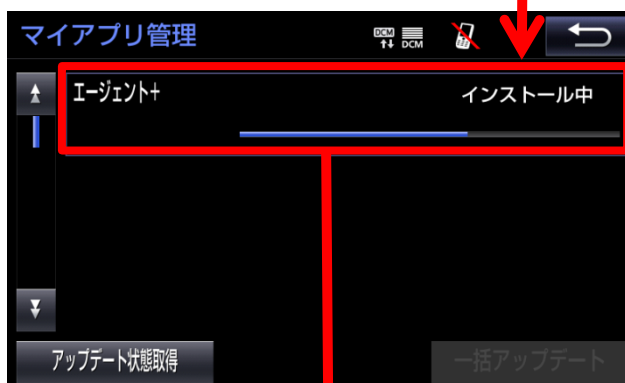 マイアプリ管理
DCM
DCM
エージェント+
インストール中
アップデート状態取得
一括アップデート